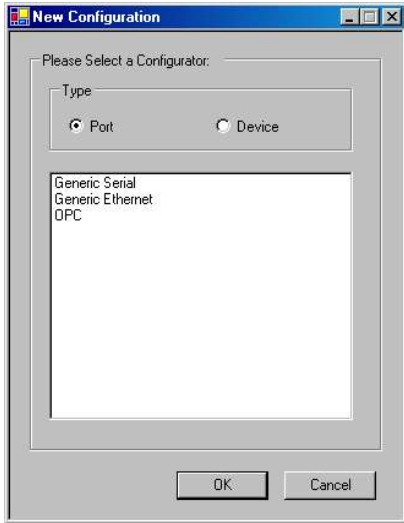 New Configuration
Please Select a Configurator:
Type
Port Device
Generic Serial
Generic Ethernet
OPC
OK Cancel